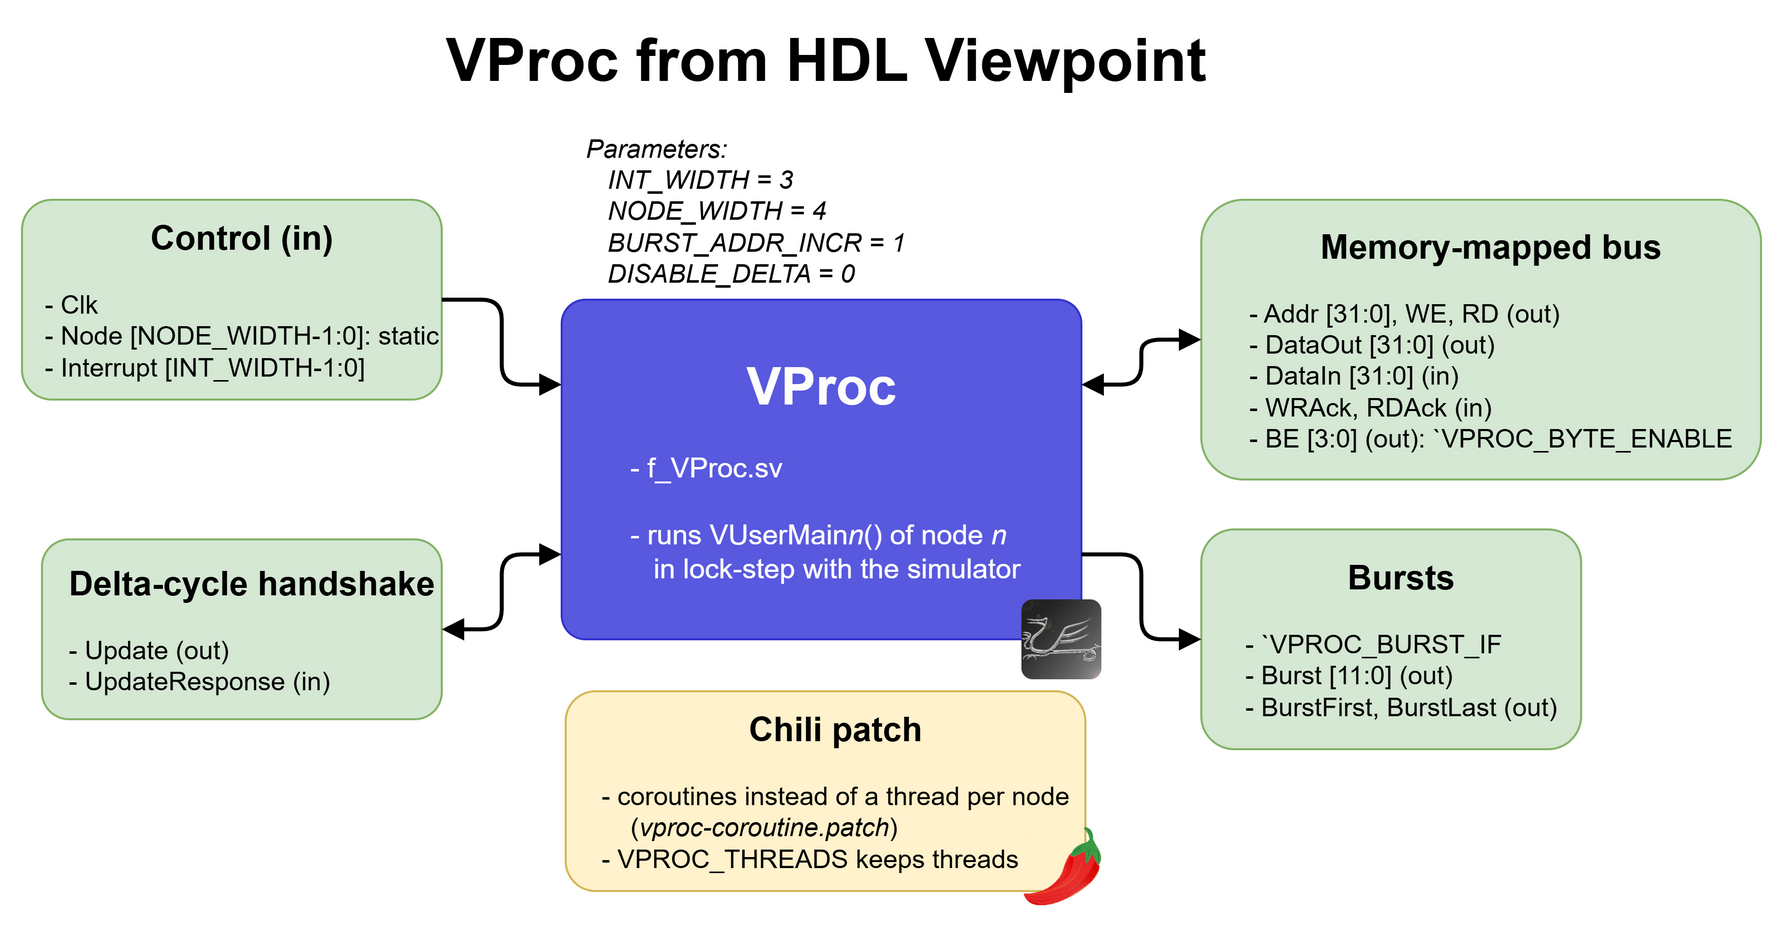 VProc from HDL Viewpoint
Parameters:
INT_WIDTH = 3
NODE_WIDTH = 4
BURST_ADDR_INCR = 1
DISABLE_DELTA = 0
Control (in)
- Clk
- Node [NODE_WIDTH-1:0]: static
- Interrupt [INT_WIDTH-1:0]
Memory-mapped bus
- Addr [31:0], WE, RD (out)
- DataOut [31:0] (out)
- DataIn [31:0] (in)
- WRAck, RDAck (in)
- BE [3:0] (out): `VPROC_BYTE_ENABLE
VProc
- f_VProc.sv
- runs VUserMainn() of node n
in lock-step with the simulator
Delta-cycle handshake
- Update (out)
- UpdateResponse (in)
Bursts
- `VPROC_BURST_IF
- Burst [11:0] (out)
- BurstFirst, BurstLast (out)
Chili patch
- coroutines instead of a thread per node
(vproc-coroutine.patch)
- VPROC_THREADS keeps threads